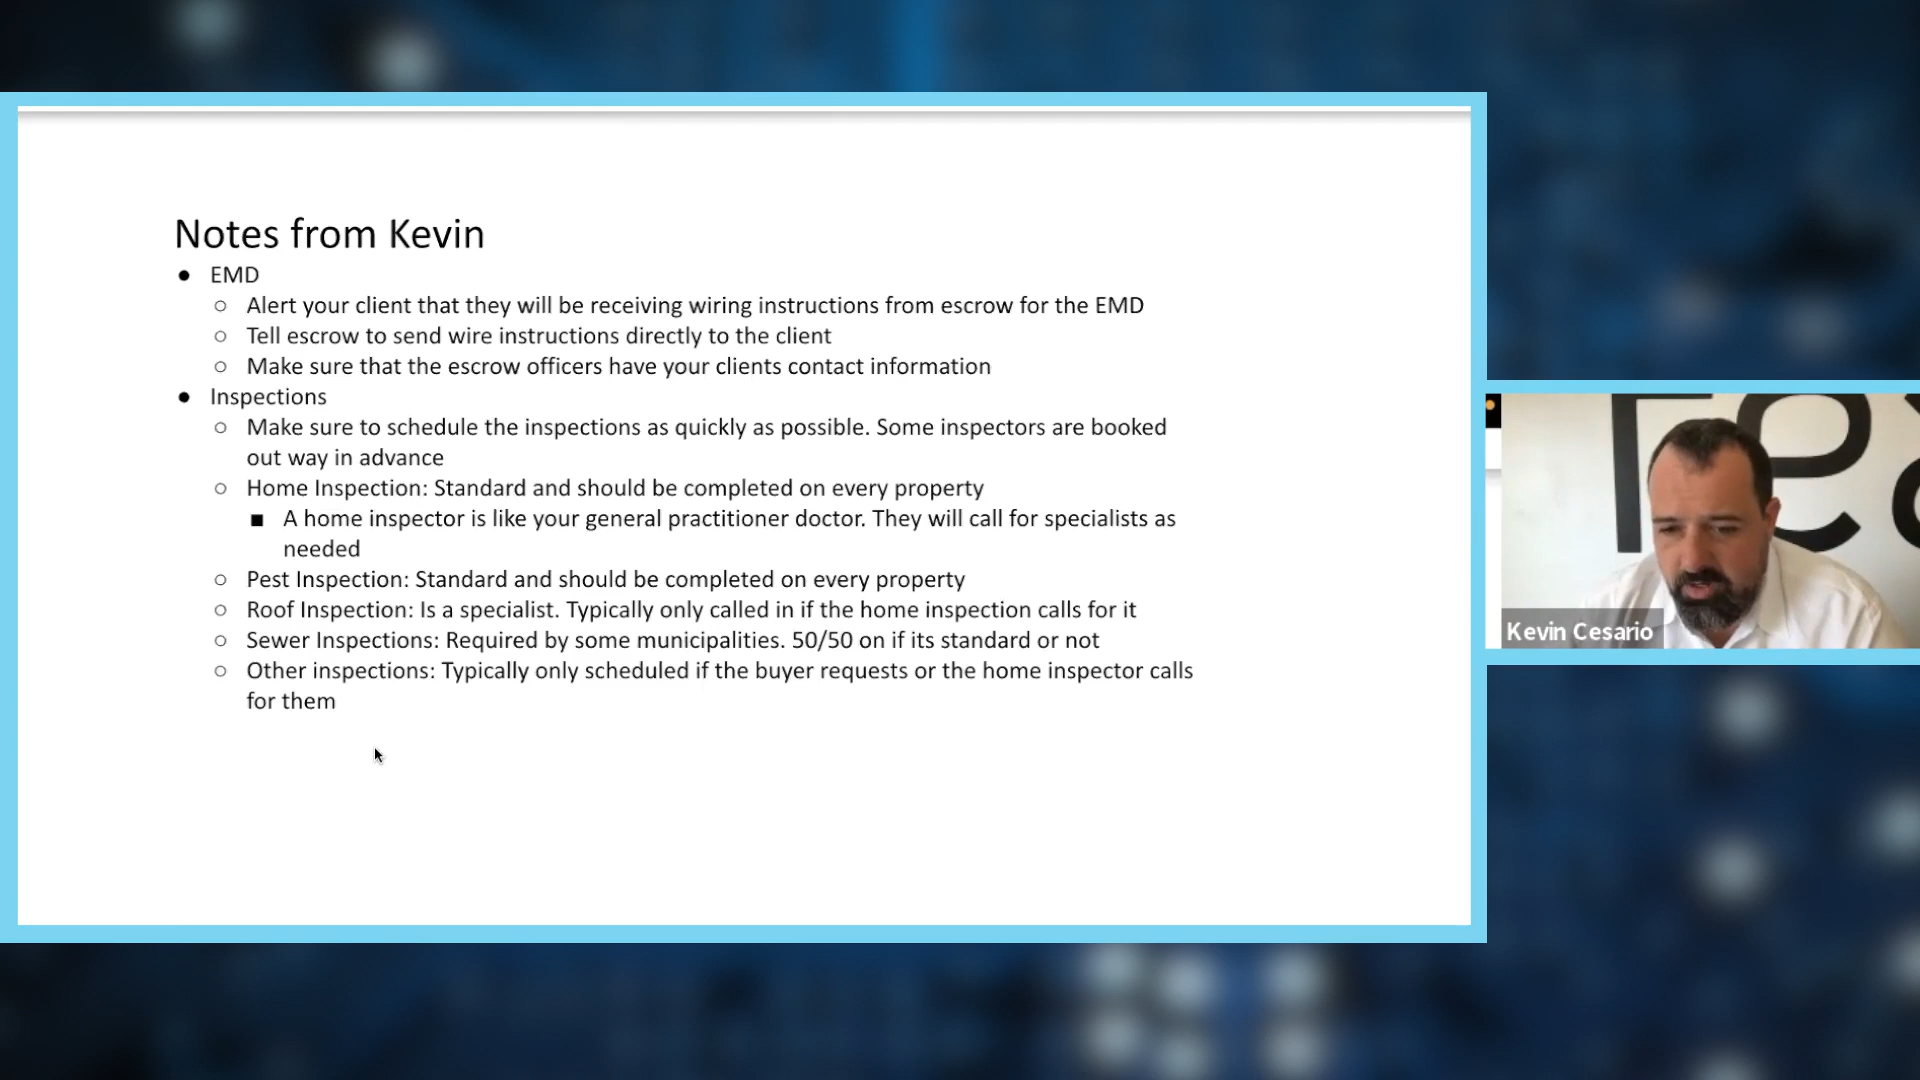 Notes from Kevin
● EMD
○ Alert your client that they will be receiving wiring instructions from escrow for the EMD
○ Tell escrow to send wire instructions directly to the client
○ Make sure that the escrow officers have your clients contact information
● Inspections
○ Make sure to schedule the inspections as quickly as possible. Some inspectors are booked
out way in advance
○ Home Inspection: Standard and should be completed on every property
■ A home inspector is like your general practitioner doctor. They will call for specialists as
needed
○ Pest Inspection: Standard and should be completed on every property
○ Roof Inspection: Is a specialist. Typically only called in if the home inspection calls for it
○ Sewer Inspections: Required by some municipalities. 50/50 on if its standard or not
○ Other inspections: Typically only scheduled if the buyer requests or the home inspector calls
for them
Kevin Cesario